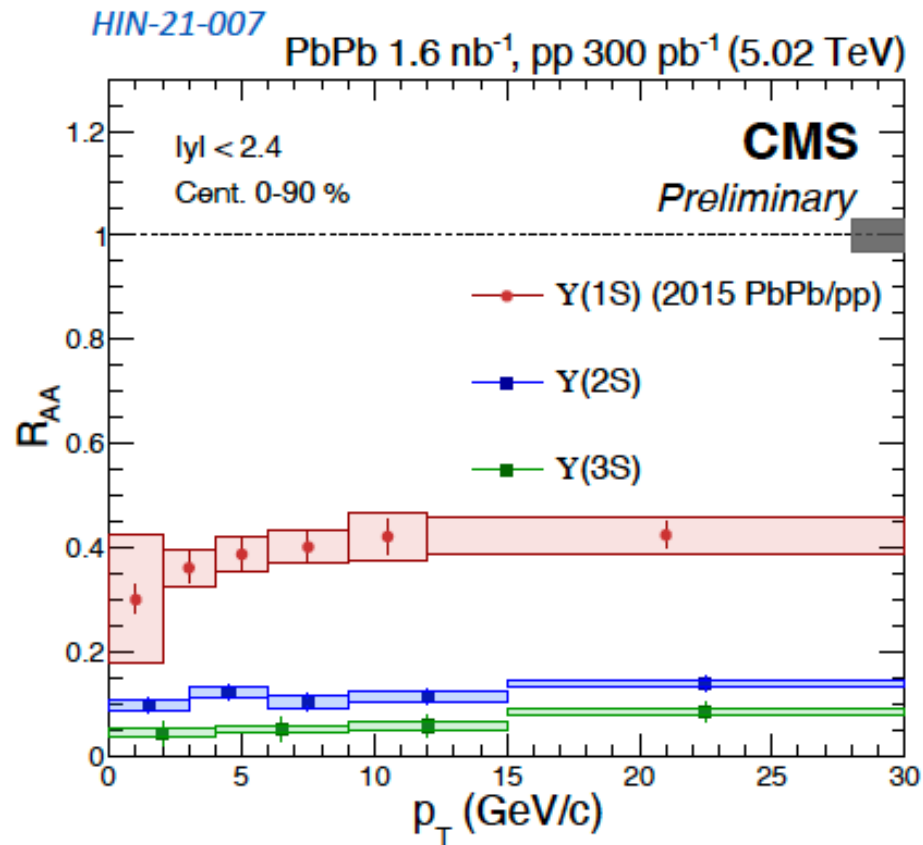 HIN-21-007
PbPb 1.6 nb⁻¹, pp 300 pb⁻¹ (5.02 TeV)
|y| < 2.4
Cent. 0-90 %
CMS
Preliminary
Υ(1S) (2015 PbPb/pp)
Υ(2S)
Υ(3S)
R_AA
1.2
1
0.8
0.6
0.4
0.2
0
0 5 10 15 20 25 30
p_T (GeV/c)